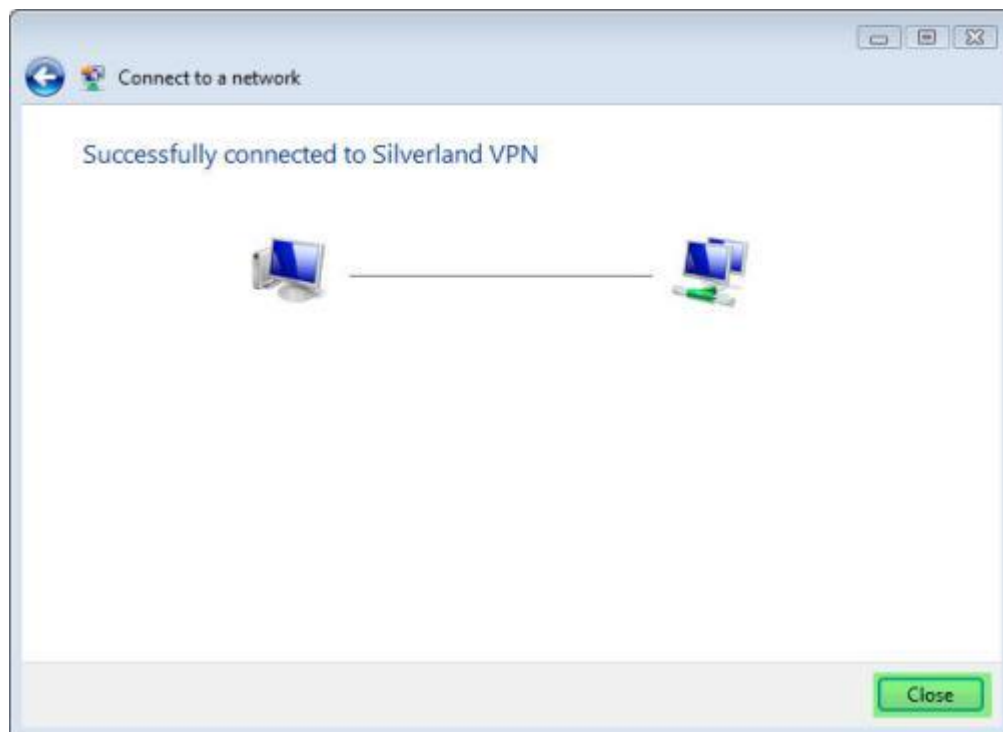 Connect to a network
Successfully connected to Silverland VPN
Close